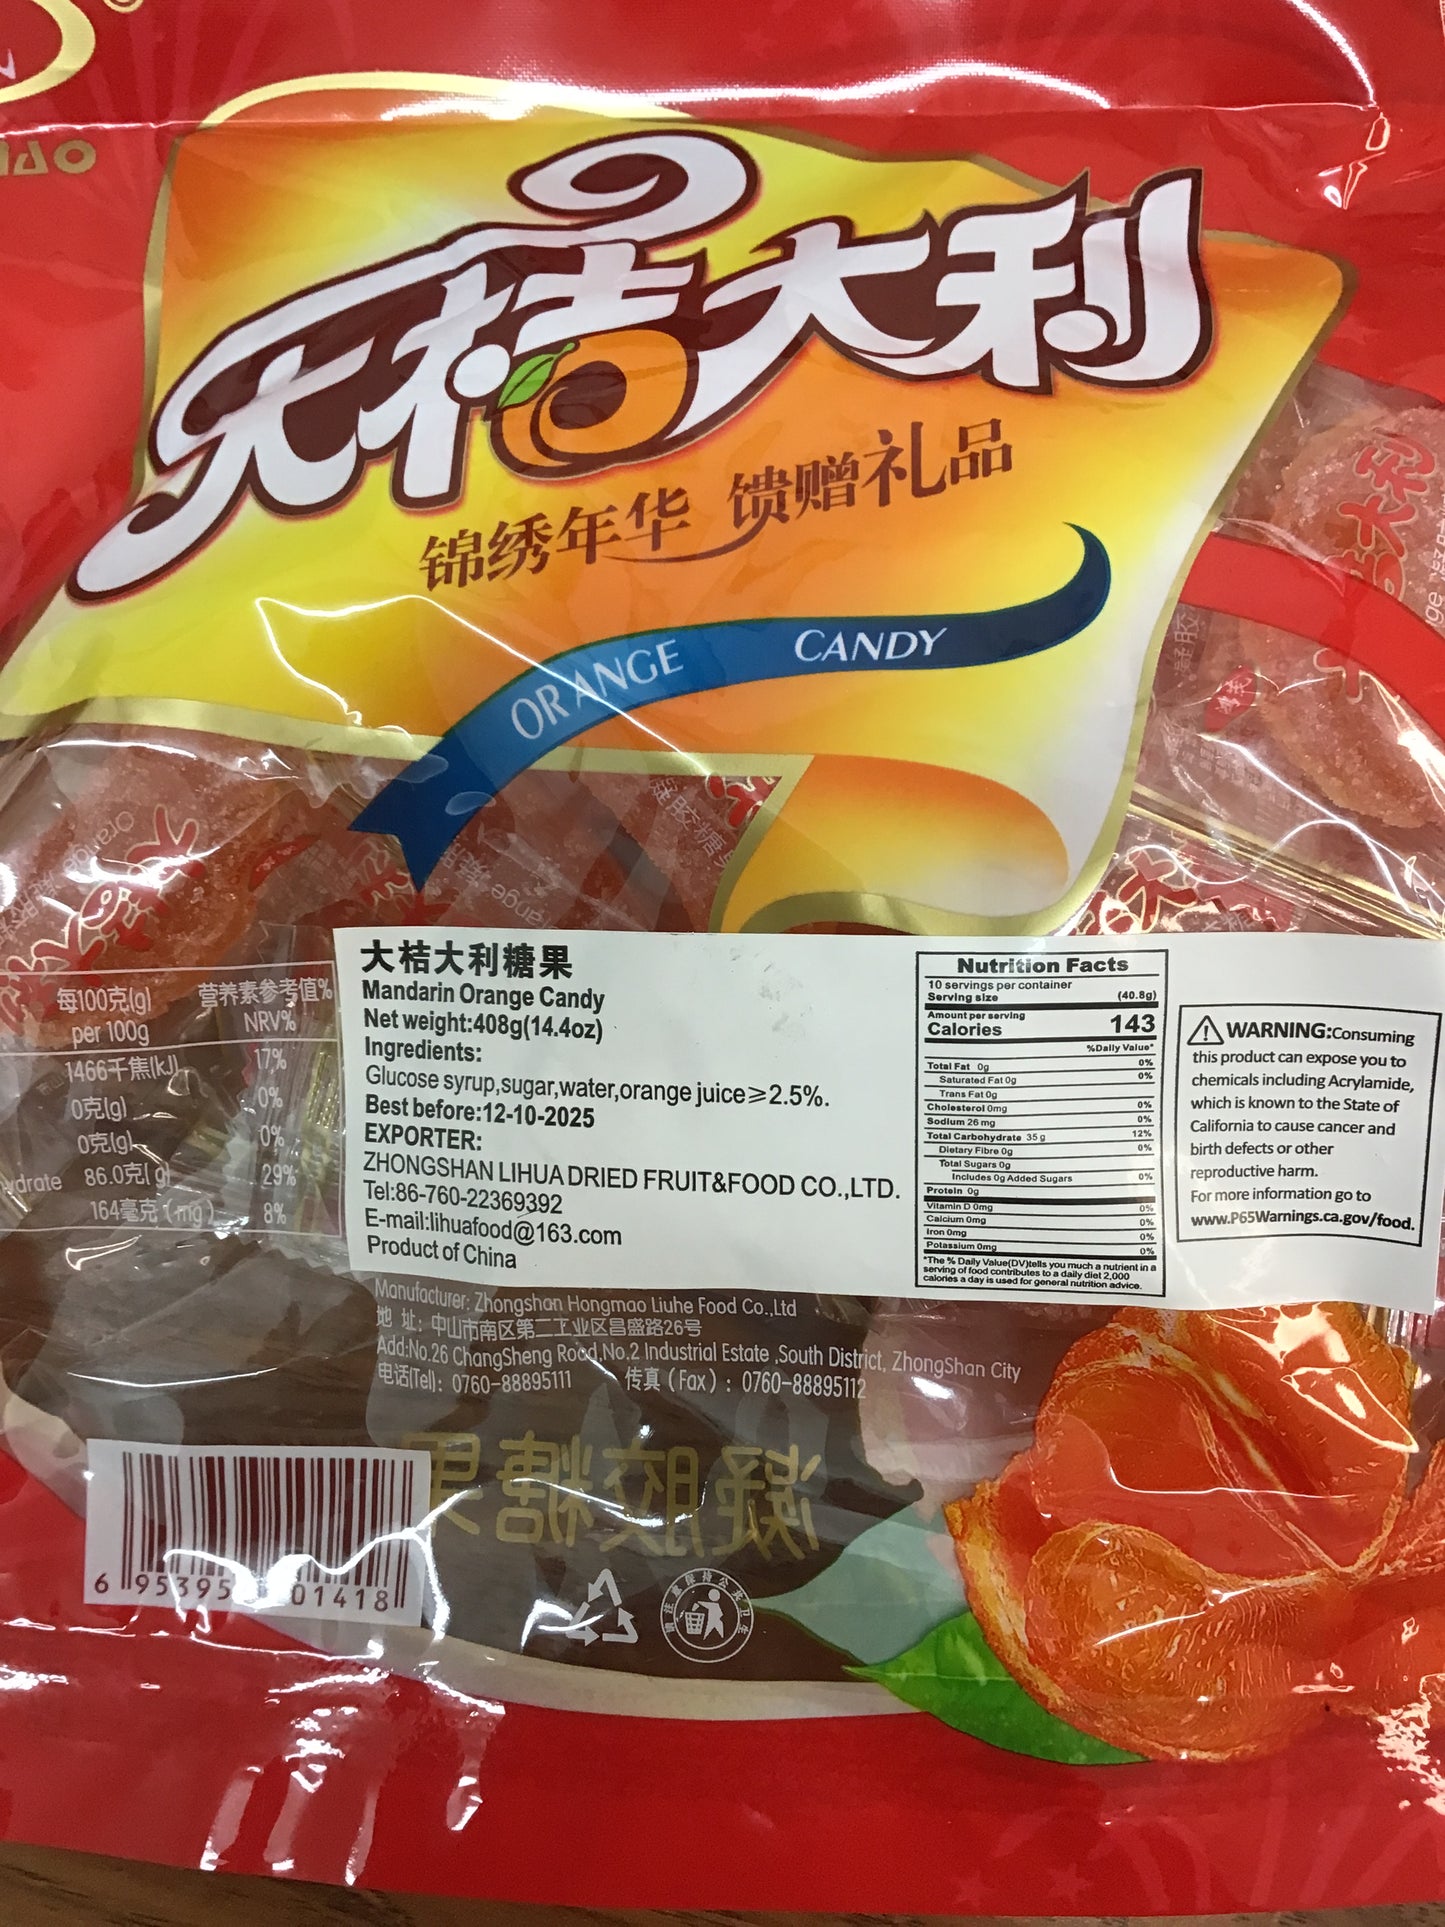 大桔大利
锦绣年华 馈赠礼品
ORANGE CANDY
每100克(g)
per 100g
营养素参考值%
NRV%
1466千焦(kJ) 17%
0克(g) 0%
0克(g) 0%
86.0克(g) 29%
164毫克(mg) 8%
大桔大利糖果
Mandarin Orange Candy
Net weight:408g(14.4oz)
Ingredients:
Glucose syrup,sugar,water,orange juice≥2.5%.
Best before:12-10-2025
EXPORTER:
ZHONGSHAN LIHUA DRIED FRUIT&FOOD CO.,LTD.
Tel:86-760-22369392
E-mail:lihuafood@163.com
Product of China
Nutrition Facts
10 servings per container
Serving size (40.8g)
Amount per serving
Calories 143
%Daily Value*
Total Fat 0g 0%
Saturated Fat 0g 0%
Trans Fat 0g
Cholesterol 0mg 0%
Sodium 26 mg 0%
Total Carbohydrate 35 g 12%
Dietary Fibre 0g 0%
Total Sugars 0g
Includes 0g Added Sugars 0%
Protein 0g
Vitamin D 0mg 0%
Calcium 0mg 0%
Iron 0mg 0%
Potassium 0mg 0%
*The % Daily Value(DV)tells you much a nutrient in a
serving of food contributes to a daily diet 2,000
calories a day is used for general nutrition advice.
WARNING:Consuming
this product can expose you to
chemicals including Acrylamide,
which is known to the State of
California to cause cancer and
birth defects or other
reproductive harm.
For more information go to
www.P65Warnings.ca.gov/food.
Manufacturer: Zhongshan Hongmao Liuhe Food Co.,Ltd
地 址：中山市南区第二工业区昌盛路26号
Add:No.26 ChangSheng Road,No.2 Industrial Estate ,South District, ZhongShan City
电话(Tel)：0760-88895111 传真（Fax）：0760-88895112
凝胶糖果
6 95395 01418